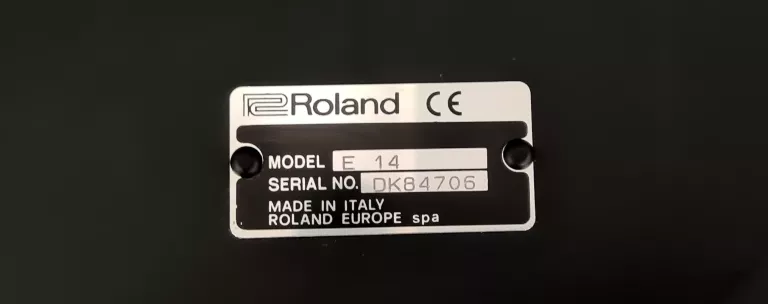 Roland CE
MODEL E 14
SERIAL NO. DK84706
MADE IN ITALY
ROLAND EUROPE spa